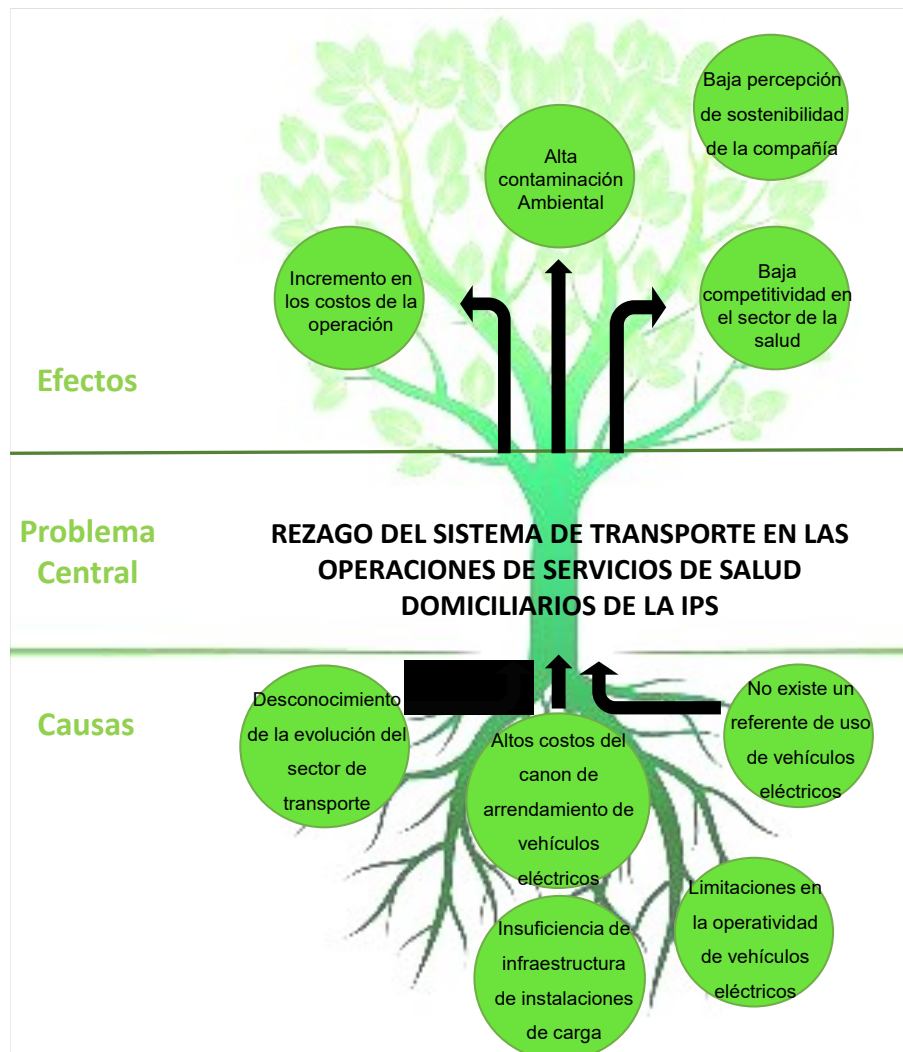 Baja percepción
de sostenibilidad
de la compañía
Alta
contaminación
Ambiental
Incremento en
los costos de la
operación
Baja
competitividad en
el sector de la
salud
Efectos
Problema
Central
REZAGO DEL SISTEMA DE TRANSPORTE EN LAS
OPERACIONES DE SERVICIOS DE SALUD
DOMICILIARIOS DE LA IPS
Causas
Desconocimiento
de la evolución del
sector de
transporte
Altos costos del
canon de
arrendamiento de
vehículos
eléctricos
No existe un
referente de uso
de vehículos
eléctricos
Insuficiencia de
infraestructura
de instalaciones
de carga
Limitaciones en
la operatividad
de vehículos
eléctricos